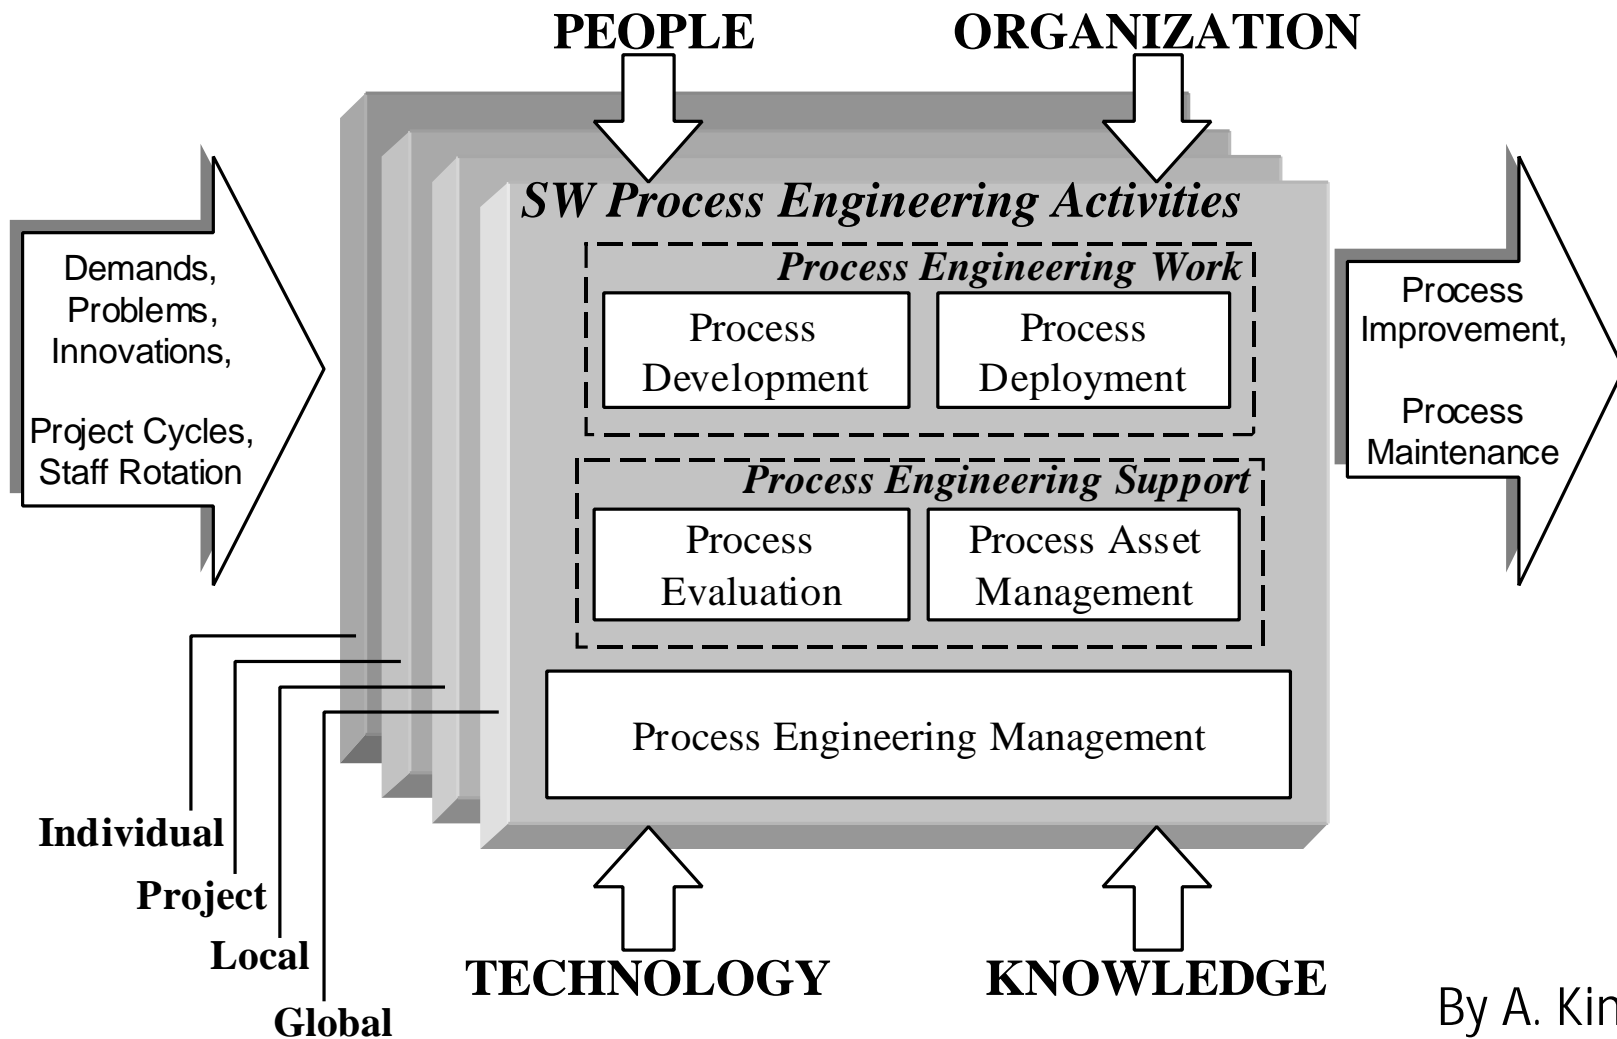 PEOPLE
ORGANIZATION
SW Process Engineering Activities
Demands,
Problems,
Innovations,
Project Cycles,
Staff Rotation
Process Engineering Work
Process
Development
Process
Deployment
Process Engineering Support
Process
Evaluation
Process Asset
Management
Process Engineering Management
Process
Improvement,
Process
Maintenance
Individual
Project
Local
Global
TECHNOLOGY
KNOWLEDGE
By A. Kin